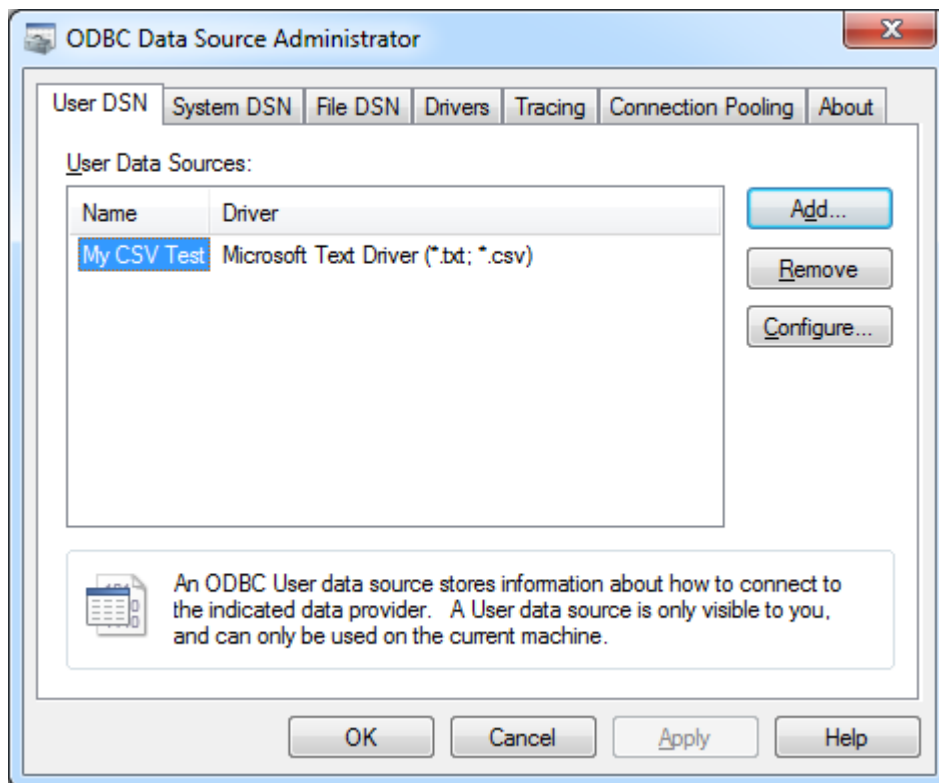 ODBC Data Source Administrator
User DSN System DSN File DSN Drivers Tracing Connection Pooling About
User Data Sources:
Name Driver
My CSV Test Microsoft Text Driver (*.txt; *.csv)
Add...
Remove
Configure...
An ODBC User data source stores information about how to connect to
the indicated data provider. A User data source is only visible to you,
and can only be used on the current machine.
OK Cancel Apply Help